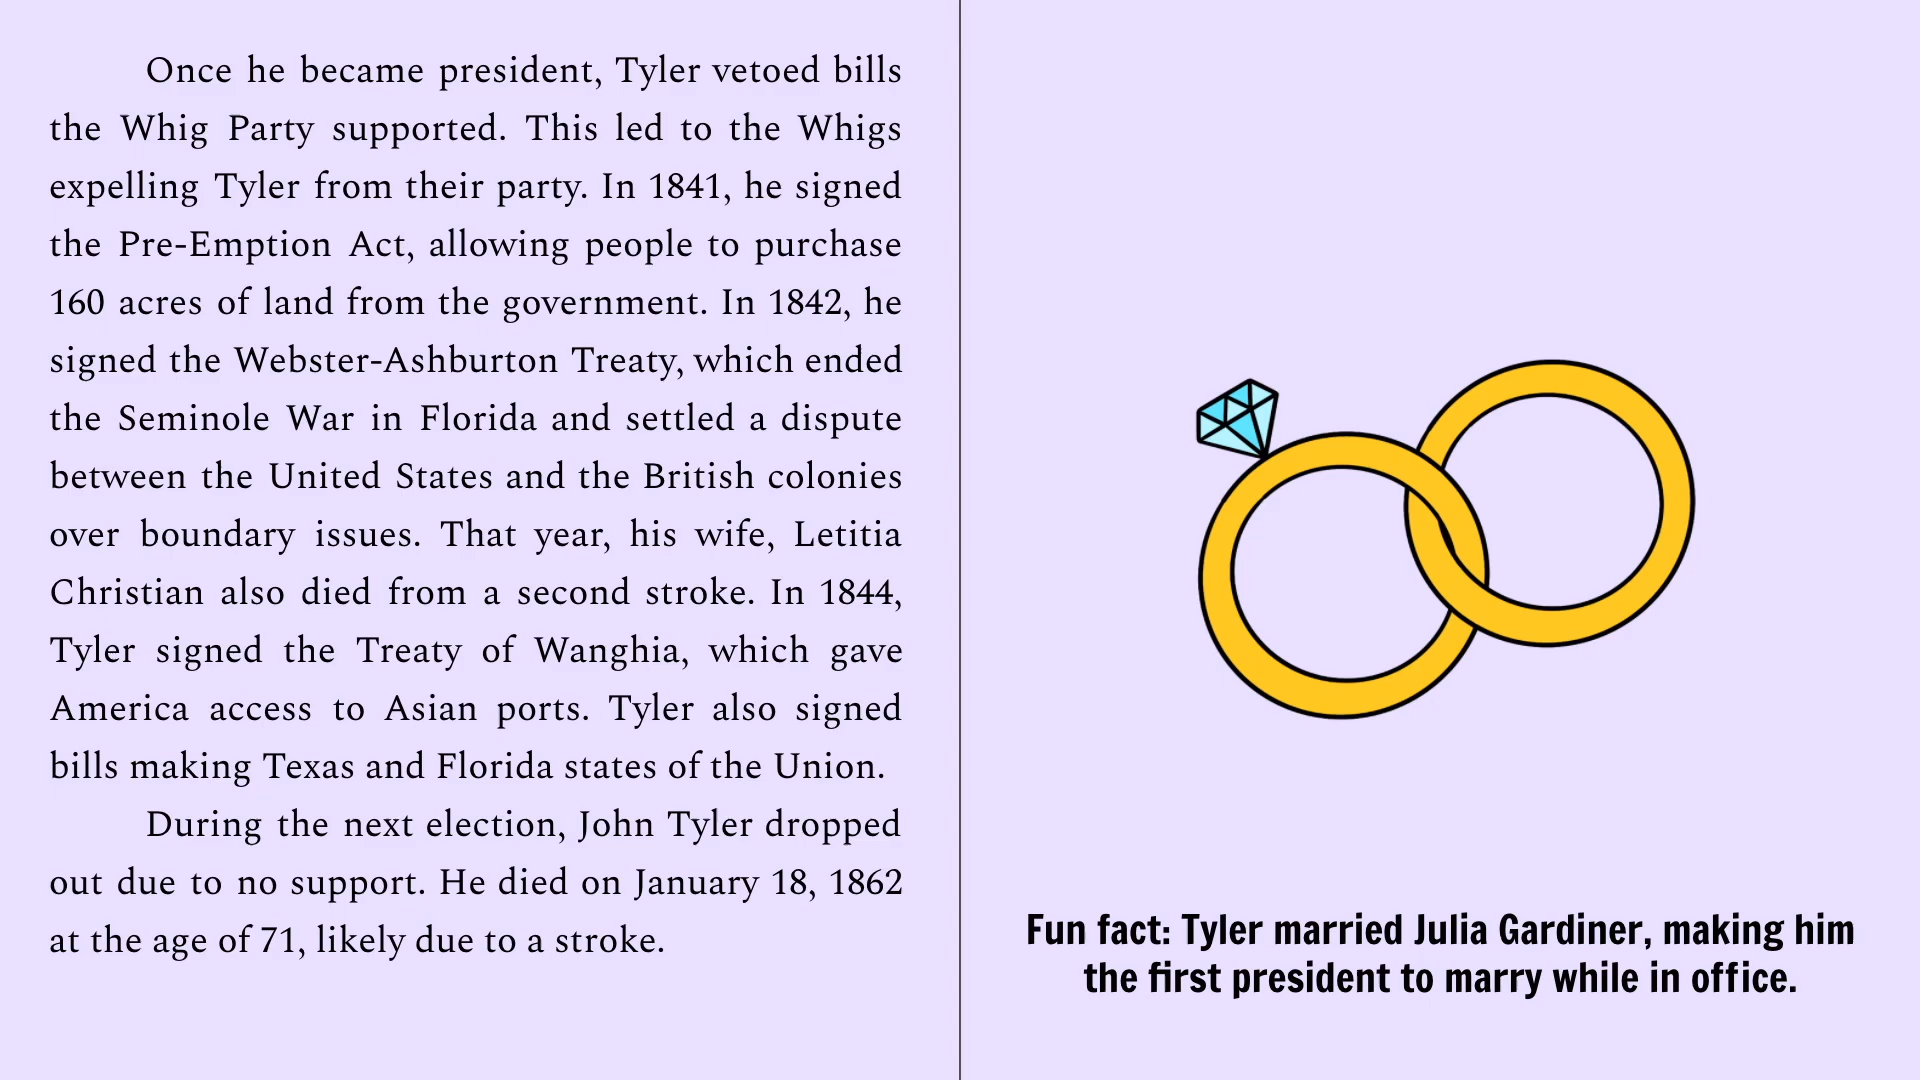 Once he became president, Tyler vetoed bills
the Whig Party supported. This led to the Whigs
expelling Tyler from their party. In 1841, he signed
the Pre-Emption Act, allowing people to purchase
160 acres of land from the government. In 1842, he
signed the Webster-Ashburton Treaty, which ended
the Seminole War in Florida and settled a dispute
between the United States and the British colonies
over boundary issues. That year, his wife, Letitia
Christian also died from a second stroke. In 1844,
Tyler signed the Treaty of Wanghia, which gave
America access to Asian ports. Tyler also signed
bills making Texas and Florida states of the Union.
During the next election, John Tyler dropped
out due to no support. He died on January 18, 1862
at the age of 71, likely due to a stroke.
Fun fact: Tyler married Julia Gardiner, making him
the first president to marry while in office.